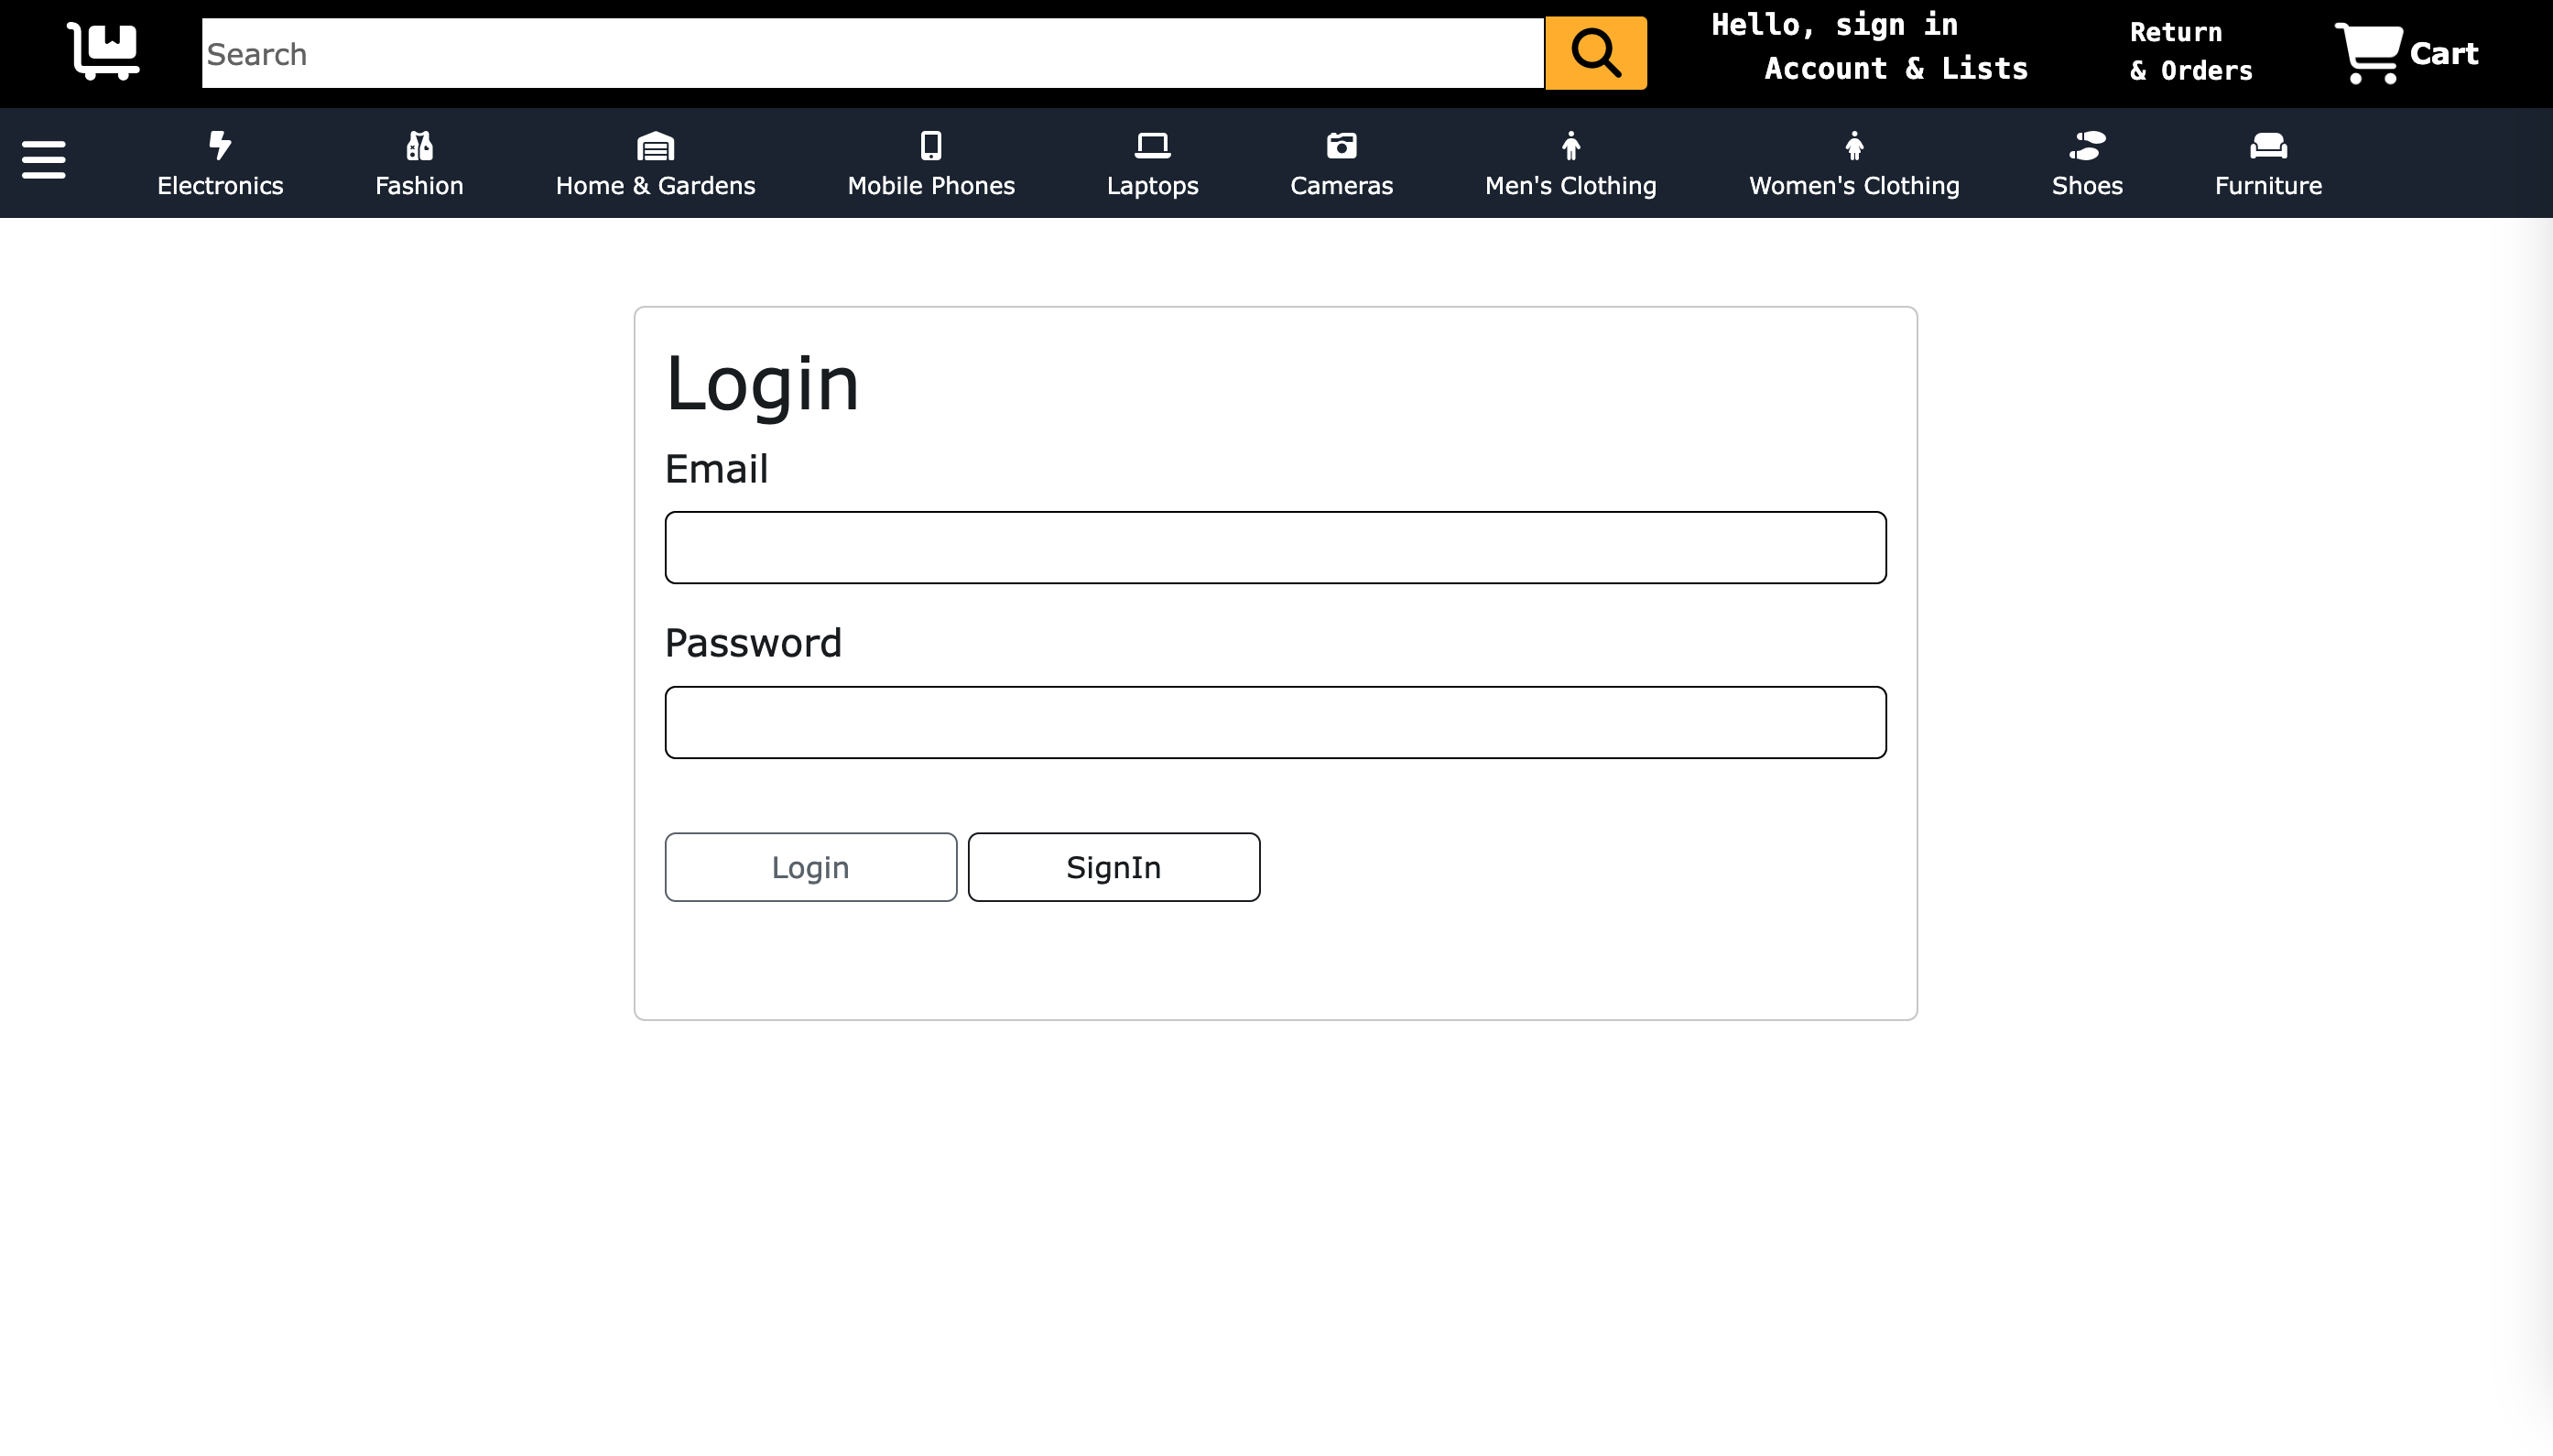 Search
Hello, sign in
Account & Lists
Return
& Orders
Cart
Electronics
Fashion
Home & Gardens
Mobile Phones
Laptops
Cameras
Men's Clothing
Women's Clothing
Shoes
Furniture
Login
Email
Password
Login
SignIn